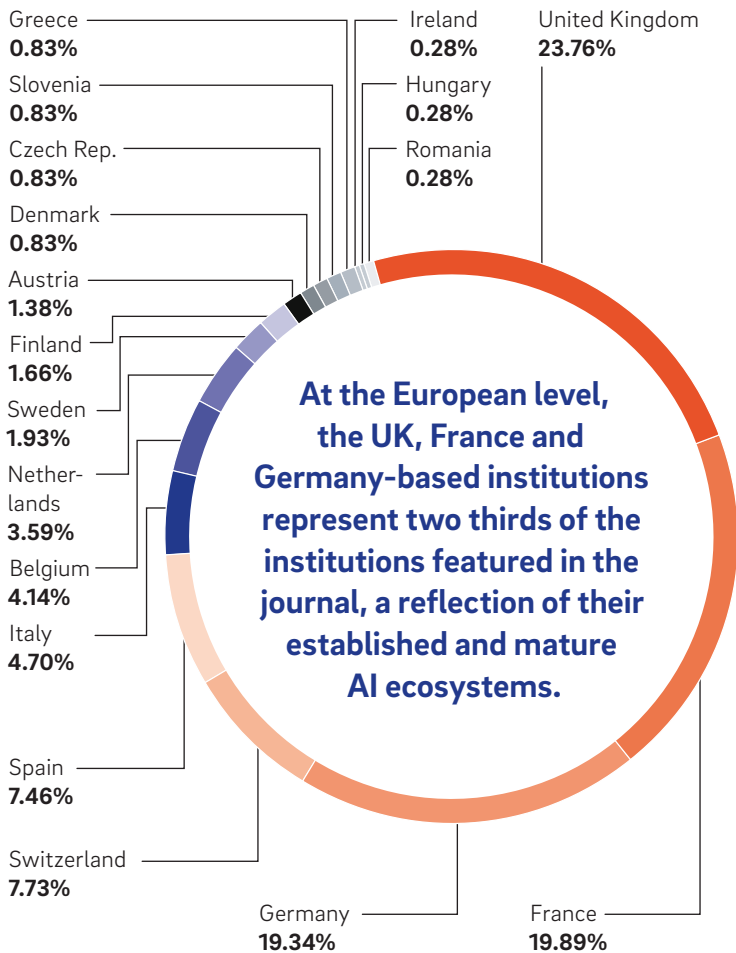 Greece
0.83%
Slovenia
0.83%
Czech Rep.
0.83%
Denmark
0.83%
Austria
1.38%
Finland
1.66%
Sweden
1.93%
Nether-
lands
3.59%
Belgium
4.14%
Italy
4.70%
Spain
7.46%
Switzerland
7.73%
Germany
19.34%
France
19.89%
Ireland
0.28%
Hungary
0.28%
Romania
0.28%
United Kingdom
23.76%
At the European level,
the UK, France and
Germany-based institutions
represent two thirds of the
institutions featured in the
journal, a reflection of their
established and mature
AI ecosystems.